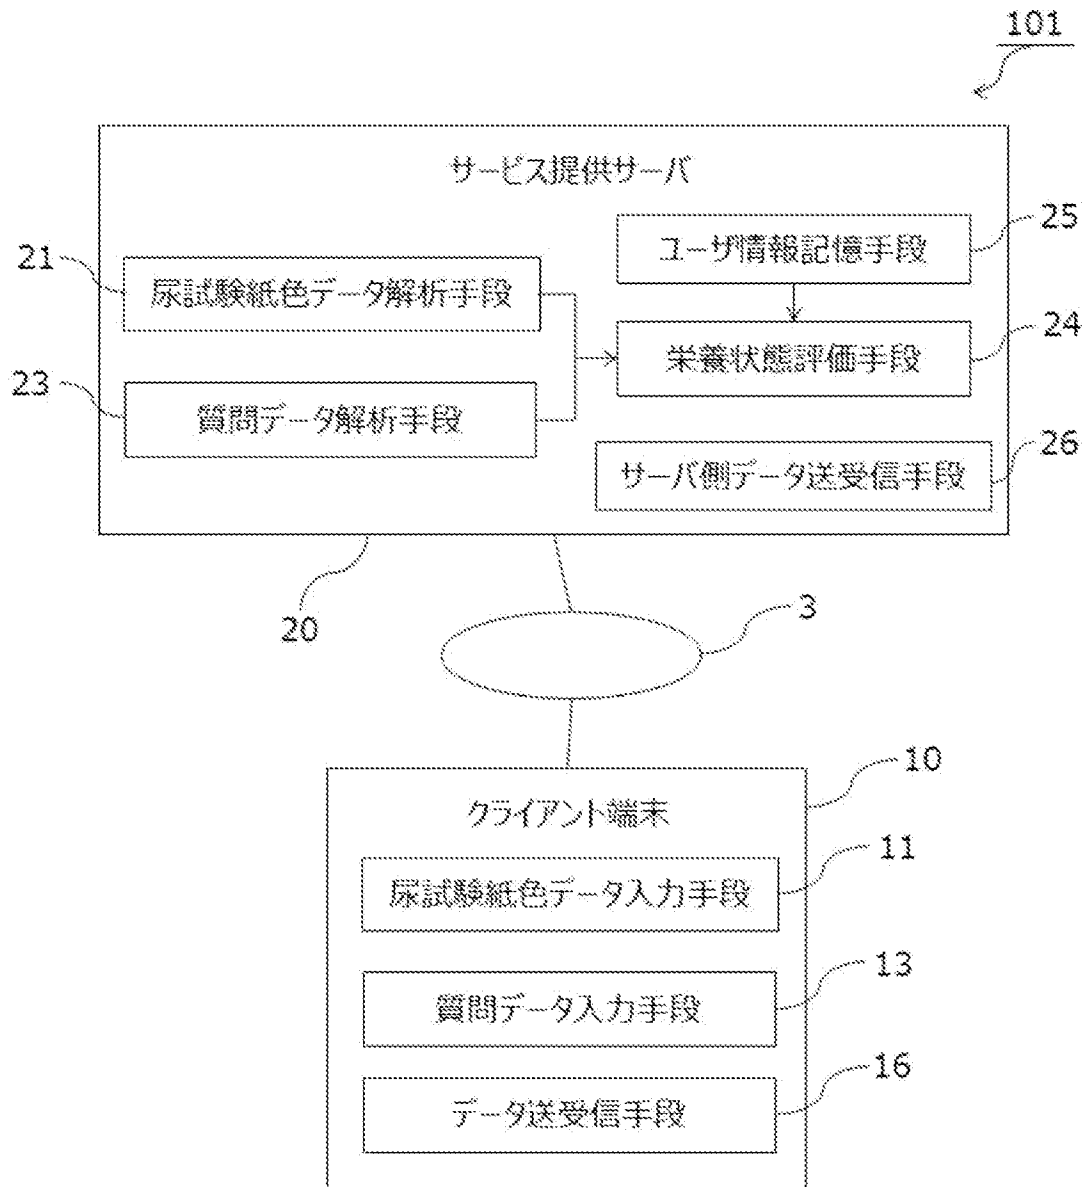 101
サービス提供サーバ
25
ユーザ情報記憶手段
21
尿試験紙色データ解析手段
24
栄養状態評価手段
23
質問データ解析手段
26
サーバ側データ送受信手段
20
3
10
クライアント端末
11
尿試験紙色データ入力手段
13
質問データ入力手段
16
データ送受信手段